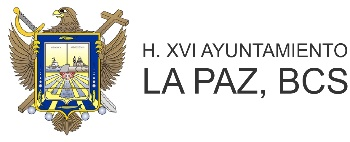 H. XVI AYUNTAMIENTO
LA PAZ, BCS